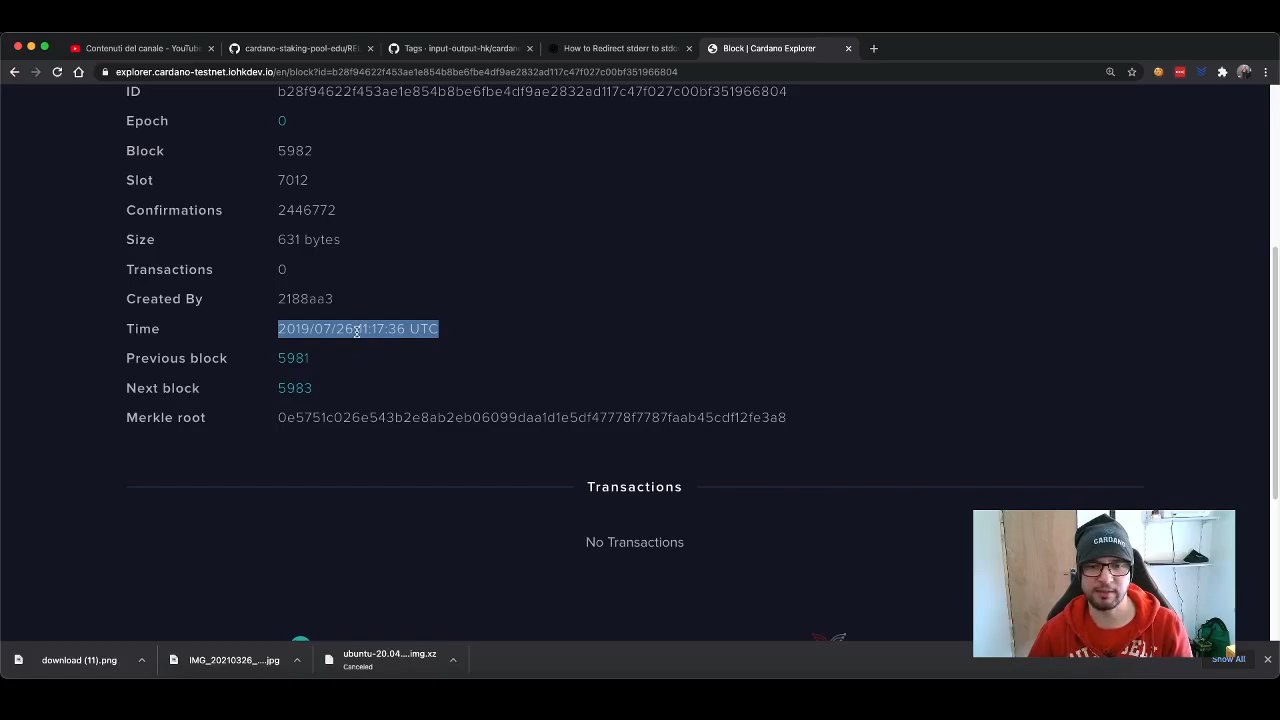 Contenuti del canale - YouTub
cardano-staking-pool-edu/RE
Tags · input-output-hk/cardan
How to Redirect stderr to stdo
Block | Cardano Explorer
explorer.cardano-testnet.iohkdev.io/en/block?id=b28f94622f453ae1e854b8be6fbe4df9ae2832ad117c47f027c00bf351966804
ID b28f94622f453ae1e854b8be6fbe4df9ae2832ad117c47f027c00bf351966804
Epoch 0
Block 5982
Slot 7012
Confirmations 2446772
Size 631 bytes
Transactions 0
Created By 2188aa3
Time 2019/07/26 11:17:36 UTC
Previous block 5981
Next block 5983
Merkle root 0e5751c026e543b2e8ab2eb06099daa1d1e5df47778f7787faab45cdf12fe3a8
Transactions
No Transactions
CARDANO
download (11).png
IMG_20210326_....jpg
ubuntu-20.04....img.xz
Canceled
Show All